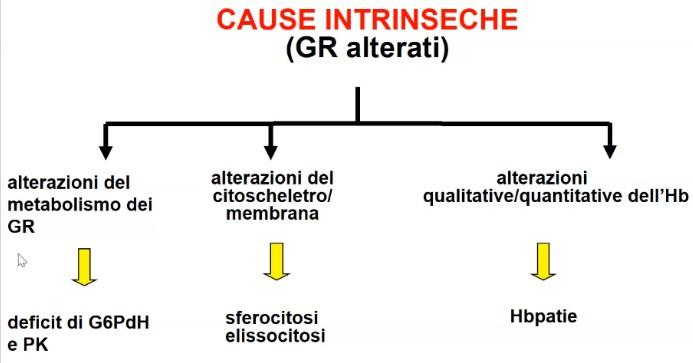 CAUSE INTRINSECHE
(GR alterati)
alterazioni del
metabolismo dei
GR
alterazioni del
citoscheletro/
membrana
alterazioni
qualitative/quantitative dell'Hb
deficit di G6PdH
e PK
sferocitosi
elissocitosi
Hbpatie